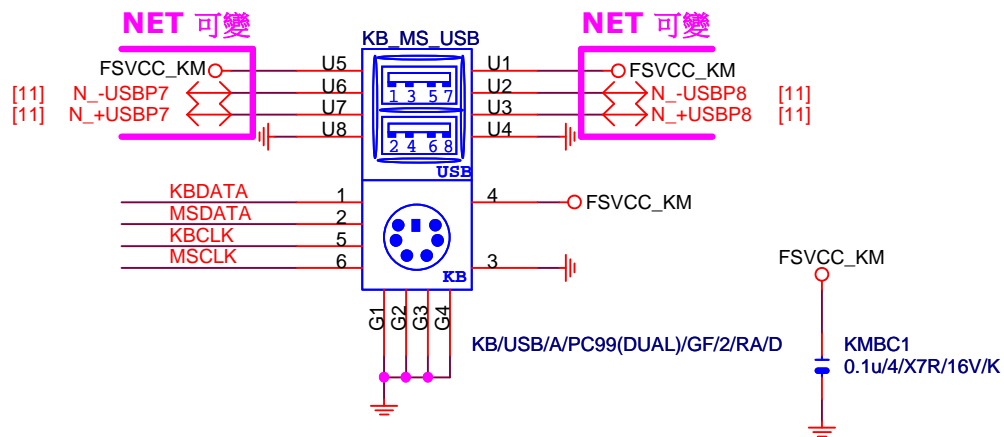 NET 可變
NET 可變
KB_MS_USB
FSVCC_KM U5 U1 FSVCC_KM
[11] N_-USBP7 U6 U2 N_-USBP8 [11]
[11] N_+USBP7 U7 U3 N_+USBP8 [11]
U8 U4
1 3 5 7
2 4 6 8
USB
KBDATA 1 4 FSVCC_KM
MSDATA 2
KBCLK 5
MSCLK 6 3
KB
G1 G2 G3 G4
KB/USB/A/PC99(DUAL)/GF/2/RA/D
FSVCC_KM
KMBC1
0.1u/4/X7R/16V/K